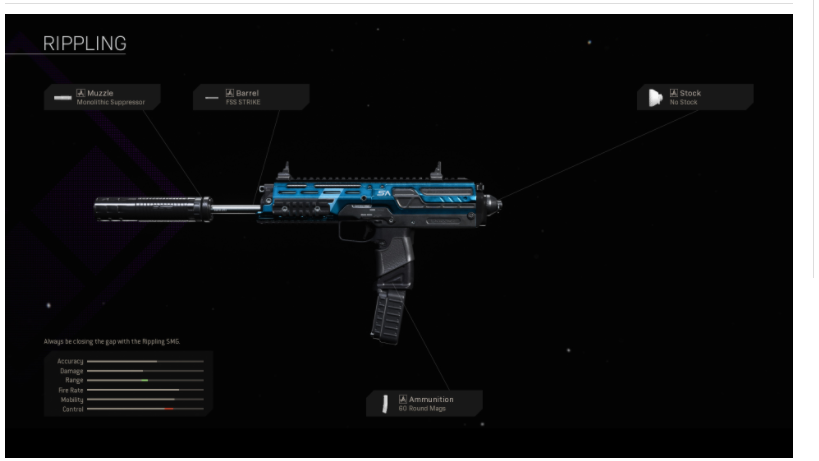 RIPPLING
Muzzle
Monolithic Suppressor
Barrel
FSS STRIKE
Stock
No Stock
SA
Always be closing the gap with the Rippling SMG.
Accuracy
Damage
Range
Fire Rate
Mobility
Control
Ammunition
60 Round Mags